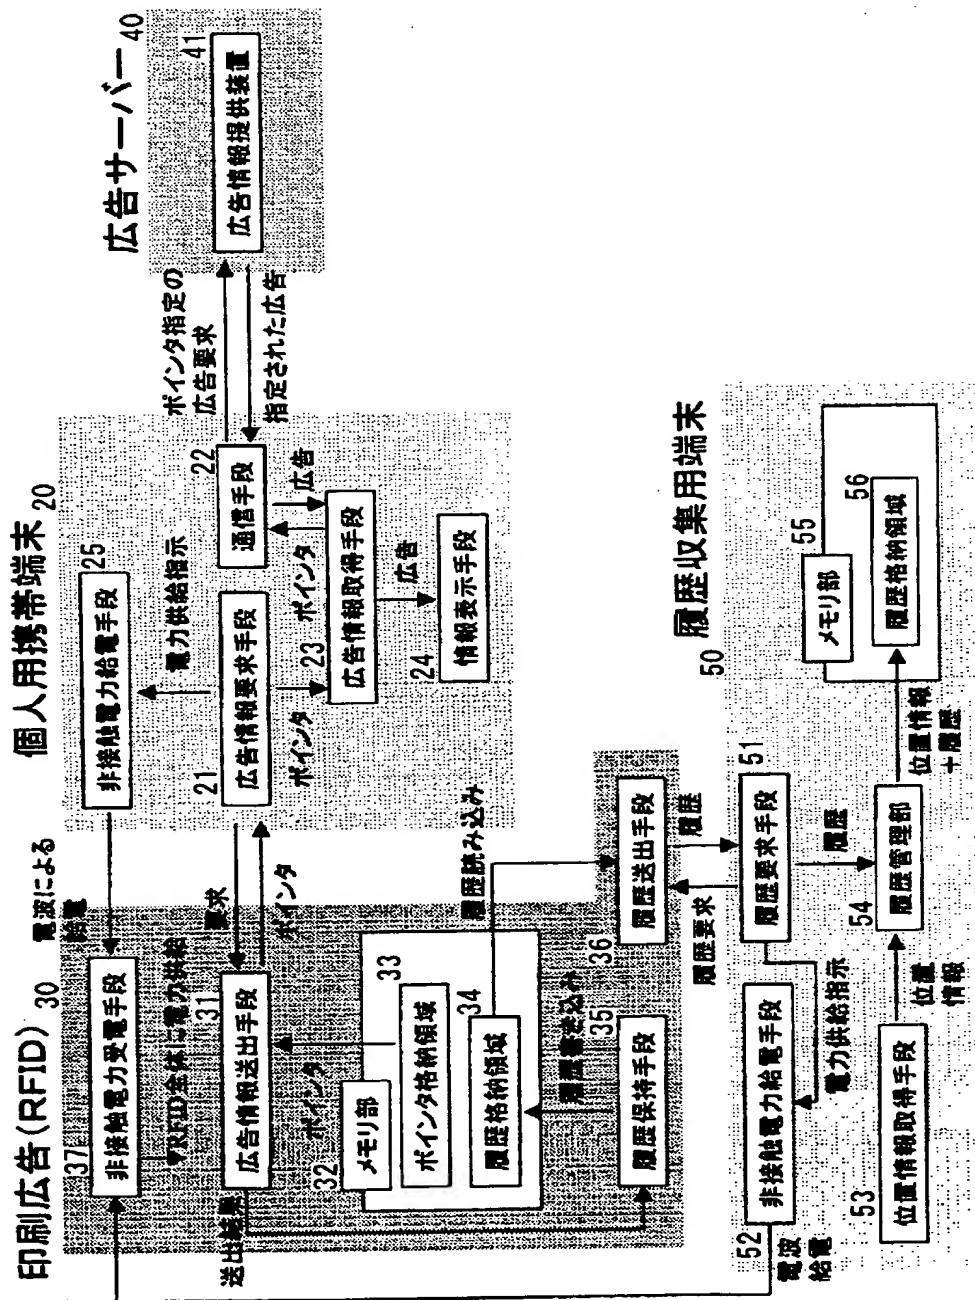 印刷広告(RFID) 30
37
非接触電力受電手段
RFID全体に電力供給
31
広告情報送出手段
送出結果
ポインタ
32
メモリ部
33
ポインタ格納領域
34
履歴格納領域
履歴書き込み
35
履歴保持手段
履歴読み込み
36
履歴送出手段
電波による
給電
要求
ポインタ
個人用携帯端末 20
25
非接触電力給電手段
電力供給指示
21
広告情報要求手段
22
通信手段
ポインタ
23
ポインタ
広告
広告情報取得手段
広告
24
情報表示手段
ポインタ指定の
広告要求
指定された広告
広告サーバー 40
41
広告情報提供装置
履歴収集用端末
50
履歴要求
履歴
51
履歴要求手段
52
電波
給電
非接触電力給電手段
電力供給指示
履歴
53
位置情報取得手段
位置
情報
54
履歴管理部
位置情報
+履歴
55
メモリ部
56
履歴格納領域